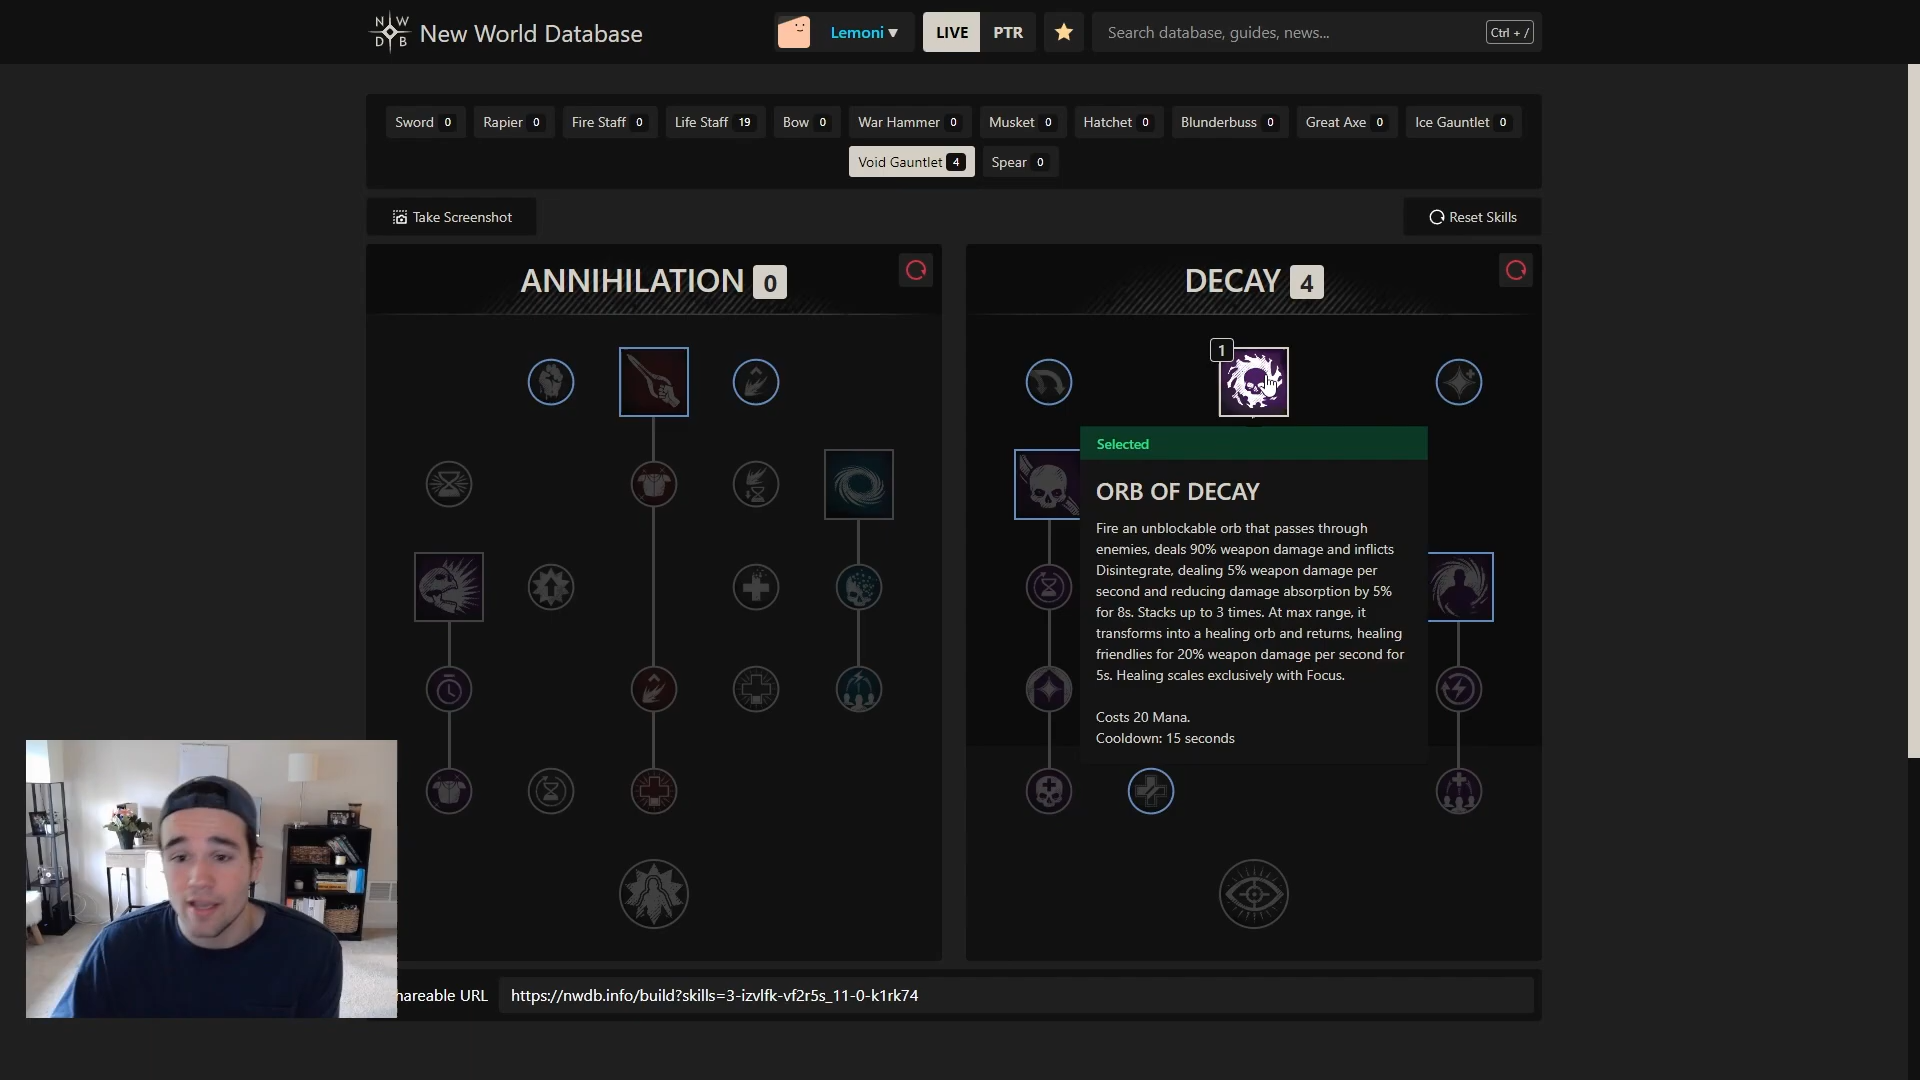 N W
D B
New World Database
Lemoni ▼
LIVE
PTR
Search database, guides, news...
Ctrl + /
Sword 0
Rapier 0
Fire Staff 0
Life Staff 19
Bow 0
War Hammer 0
Musket 0
Hatchet 0
Blunderbuss 0
Great Axe 0
Ice Gauntlet 0
Void Gauntlet 4
Spear 0
Take Screenshot
Reset Skills
ANNIHILATION 0
DECAY 4
1
Selected
ORB OF DECAY
Fire an unblockable orb that passes through
enemies, deals 90% weapon damage and inflicts
Disintegrate, dealing 5% weapon damage per
second and reducing damage absorption by 5%
for 8s. Stacks up to 3 times. At max range, it
transforms into a healing orb and returns, healing
friendlies for 20% weapon damage per second for
5s. Healing scales exclusively with Focus.
Costs 20 Mana.
Cooldown: 15 seconds
hareable URL
https://nwdb.info/build?skills=3-izvlfk-vf2r5s_11-0-k1rk74